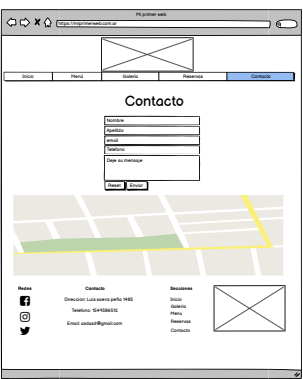 Mi primer web
https://miprimerweb.com.ar
Inicio Menú Galería Reservas Contacto
Contacto
Nombre
Apellido
email
Telefono
Deje su mensaje
Reset Enviar
Redes Contacto Secciones
Direccion: Luis saenz peña 1485
Telefono: 1544586512
Email: asdasd@gmail.com
Inicio
Galeria
Menu
Reservas
Contacto